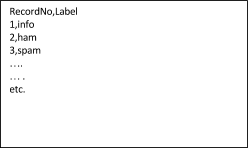 RecordNo,Label
1,info
2,ham
3,spam
....
... .
etc.